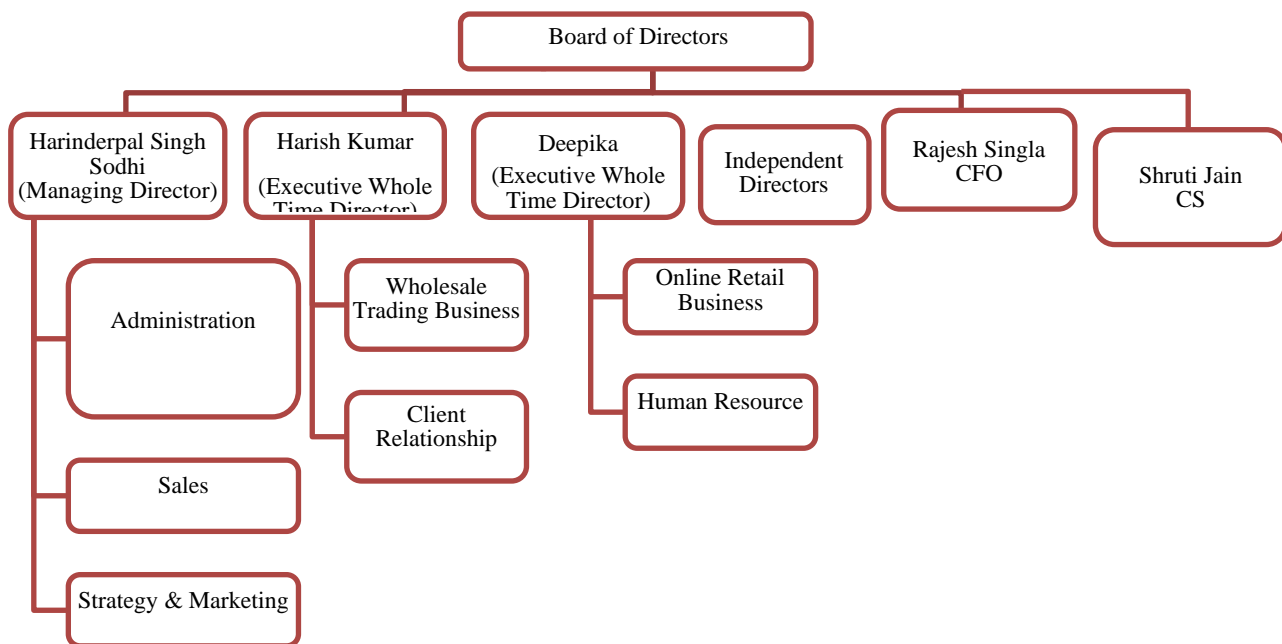 Board of Directors
Harinderpal Singh
Sodhi
(Managing Director)
Harish Kumar
(Executive Whole
Time Director)
Deepika
(Executive Whole
Time Director)
Independent
Directors
Rajesh Singla
CFO
Shruti Jain
CS
Administration
Sales
Strategy & Marketing
Wholesale
Trading Business
Client
Relationship
Online Retail
Business
Human Resource